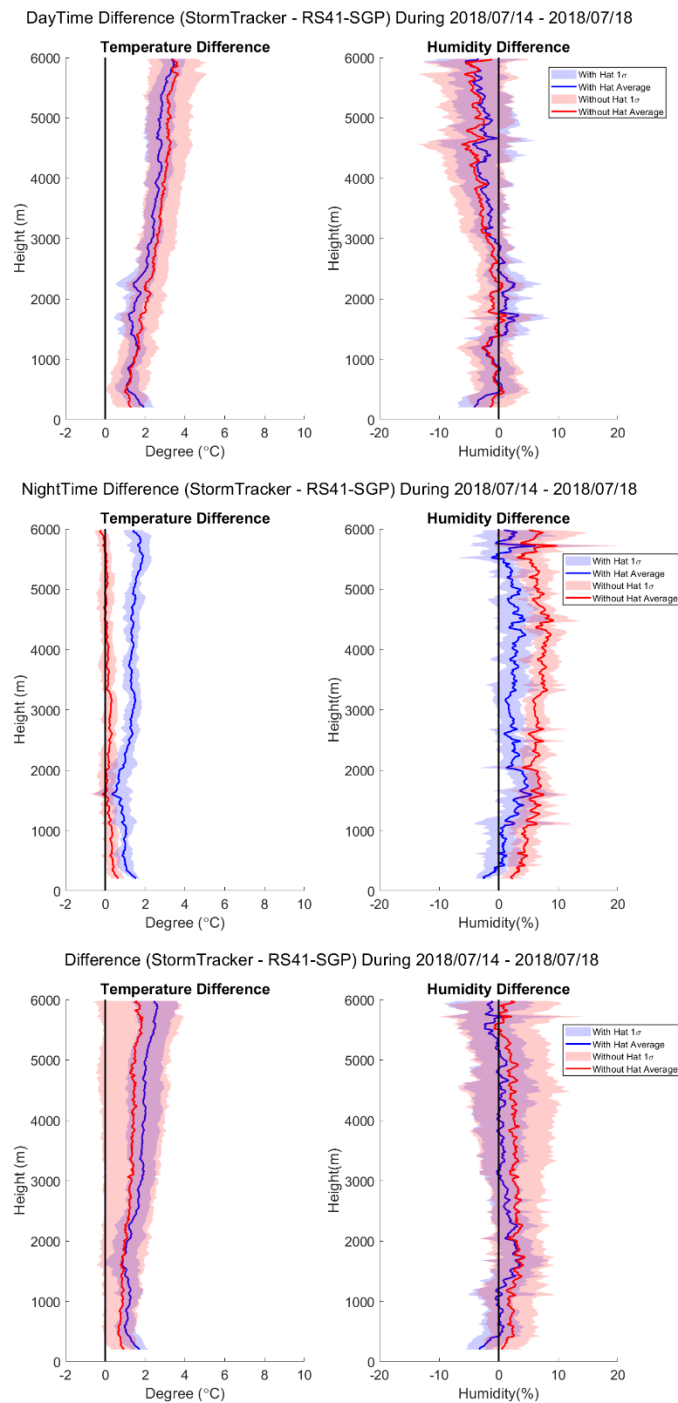 DayTime Difference (StormTracker - RS41-SGP) During 2018/07/14 - 2018/07/18
Temperature Difference
6000
5000
4000
3000
2000
1000
0
Height (m)
-2 0 2 4 6 8 10
Degree (°C)
Humidity Difference
6000
5000
4000
3000
2000
1000
0
Height(m)
-20 -10 0 10 20
Humidity(%)
With Hat 1σ
With Hat Average
Without Hat 1σ
Without Hat Average
NightTime Difference (StormTracker - RS41-SGP) During 2018/07/14 - 2018/07/18
Temperature Difference
6000
5000
4000
3000
2000
1000
0
Height (m)
-2 0 2 4 6 8 10
Degree (°C)
Humidity Difference
6000
5000
4000
3000
2000
1000
0
Height(m)
-20 -10 0 10 20
Humidity(%)
With Hat 1σ
With Hat Average
Without Hat 1σ
Without Hat Average
Difference (StormTracker - RS41-SGP) During 2018/07/14 - 2018/07/18
Temperature Difference
6000
5000
4000
3000
2000
1000
0
Height (m)
-2 0 2 4 6 8 10
Degree (°C)
Humidity Difference
6000
5000
4000
3000
2000
1000
0
Height(m)
-20 -10 0 10 20
Humidity(%)
With Hat 1σ
With Hat Average
Without Hat 1σ
Without Hat Average